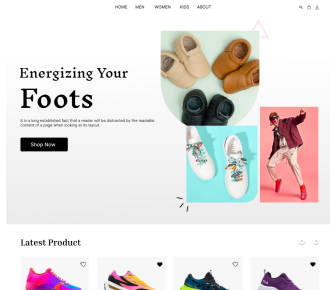 HOME MEN WOMEN KIDS ABOUT
Energizing Your
Foots
It is a long established fact that a reader will be distracted by the readable
content of a page when looking at its layout
Shop Now
Latest Product